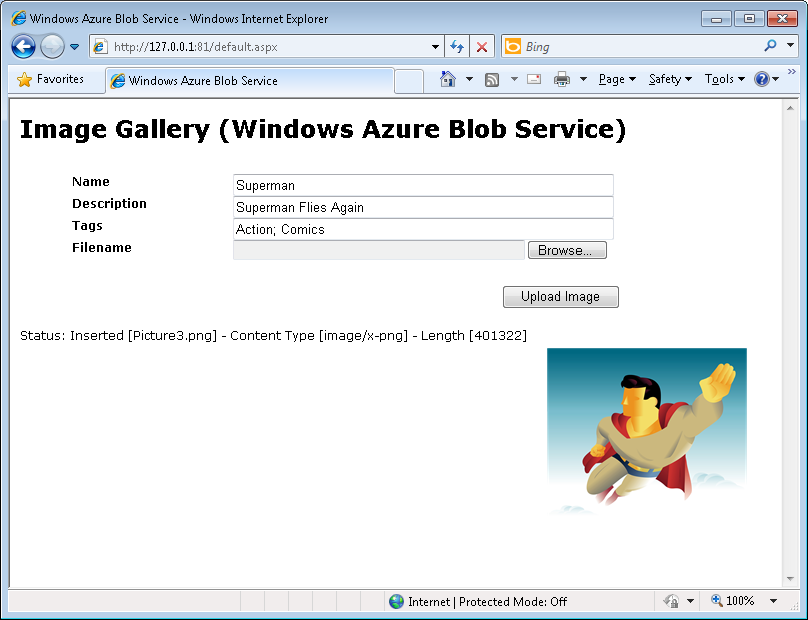 Windows Azure Blob Service - Windows Internet Explorer
http://127.0.0.1:81/default.aspx
Bing
Favorites
Windows Azure Blob Service
Page
Safety
Tools
Image Gallery (Windows Azure Blob Service)
Name
Superman
Description
Superman Flies Again
Tags
Action; Comics
Filename
Browse...
Upload Image
Status: Inserted [Picture3.png] - Content Type [image/x-png] - Length [401322]
Internet | Protected Mode: Off
100%